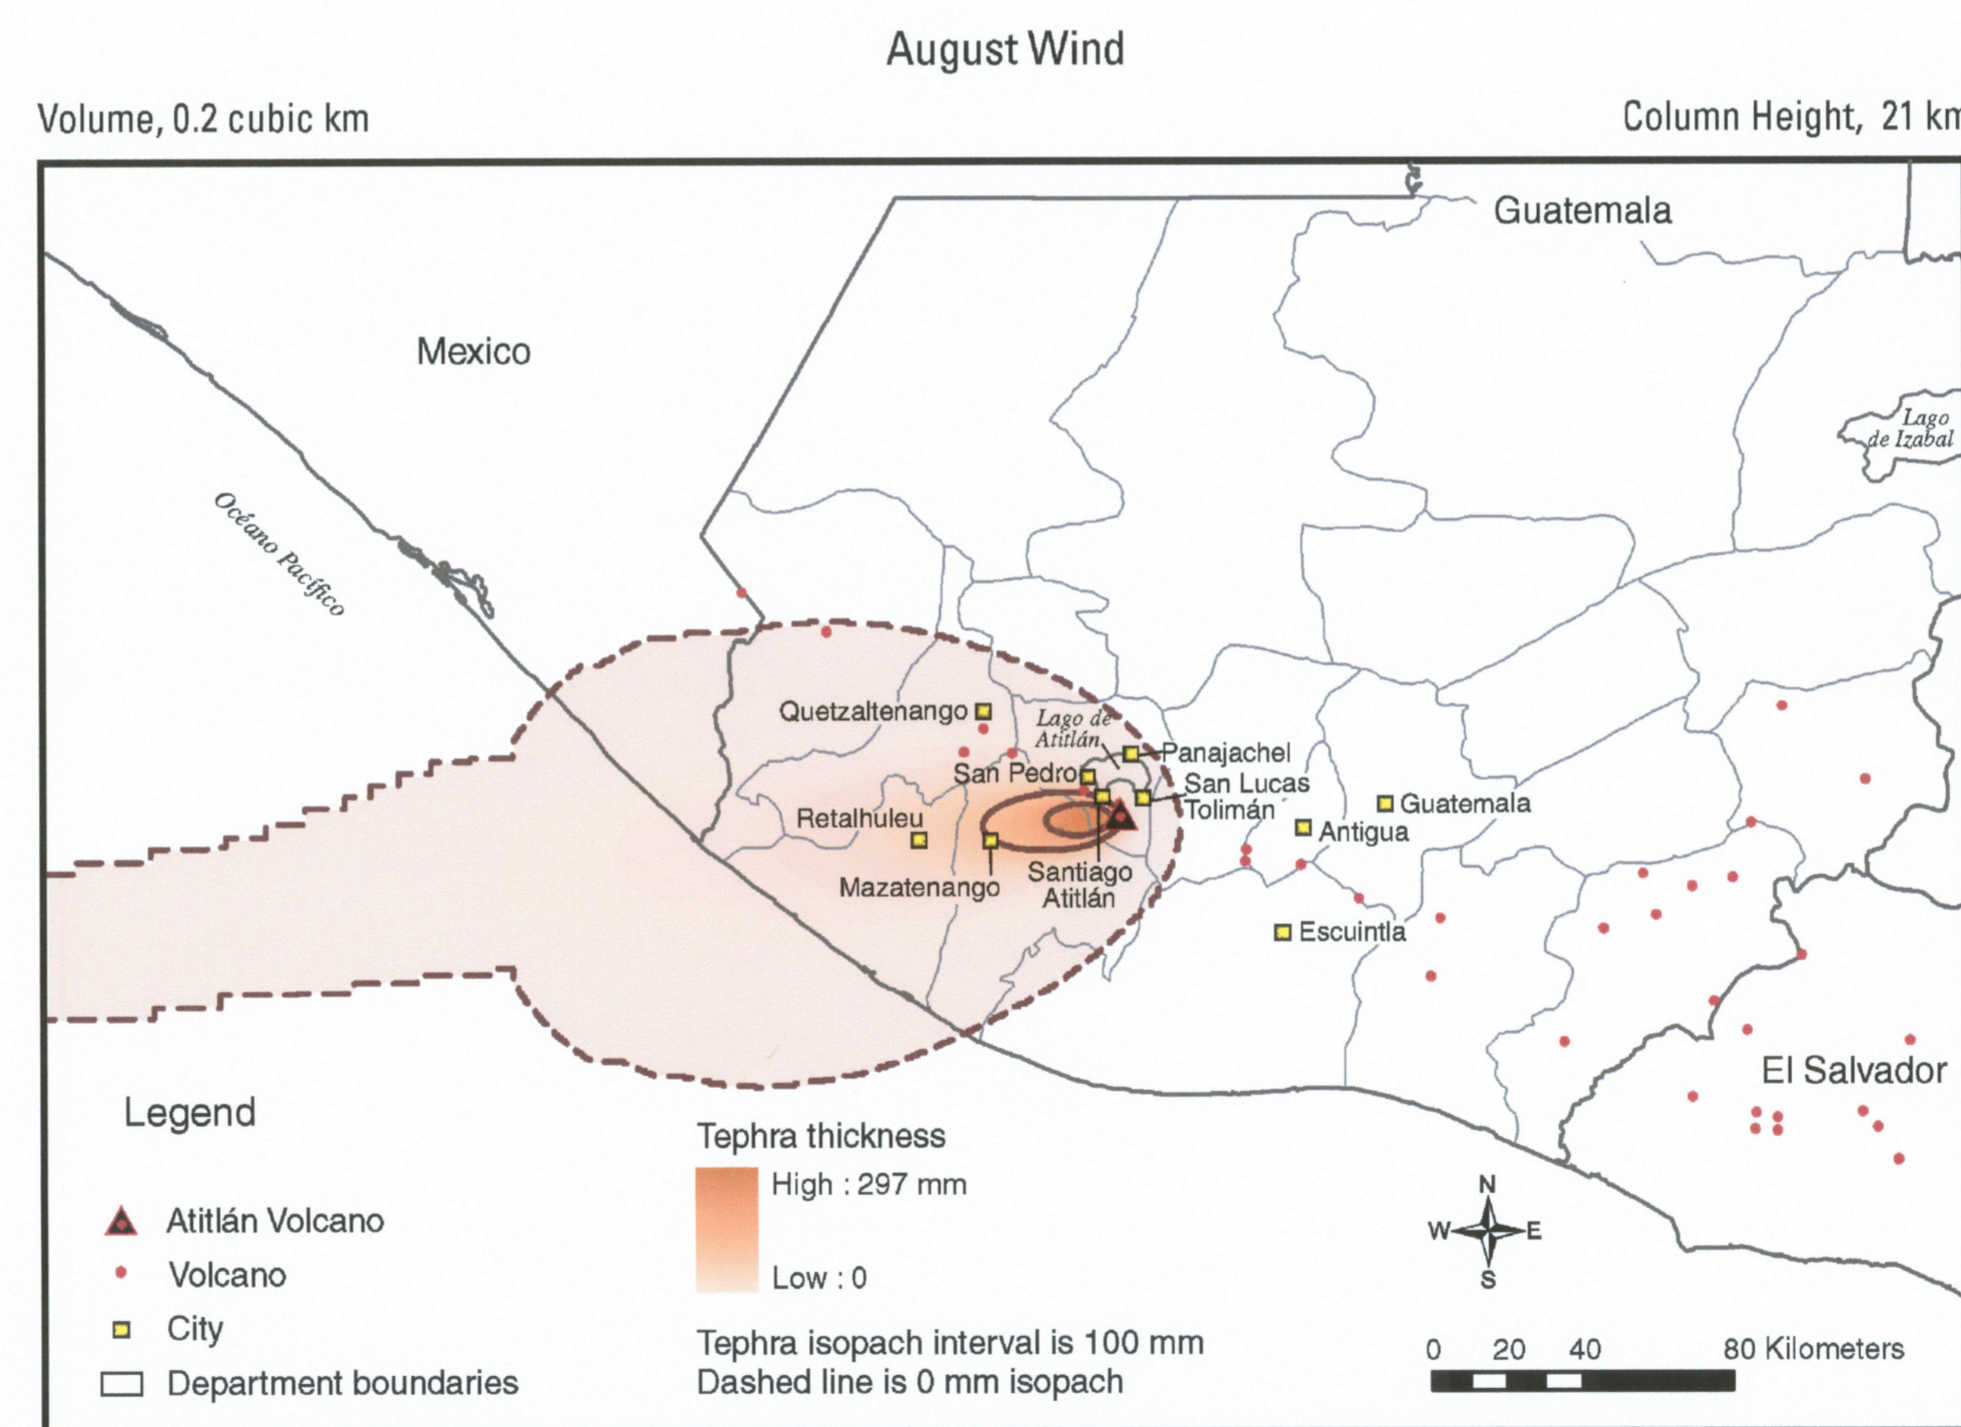 August Wind
Volume, 0.2 cubic km
Column Height, 21 km
Guatemala
Mexico
Lago
de Izabal
Océano Pacífico
Quetzaltenango
Lago de
Atitlán
Panajachel
San Pedro
San Lucas
Tolimán
Guatemala
Retalhuleu
Antigua
Mazatenango
Santiago
Atitlán
Escuintla
El Salvador
Legend
Atitlán Volcano
Volcano
City
Department boundaries
Tephra thickness
High : 297 mm
Low : 0
Tephra isopach interval is 100 mm
Dashed line is 0 mm isopach
N
W E
S
0 20 40 80 Kilometers